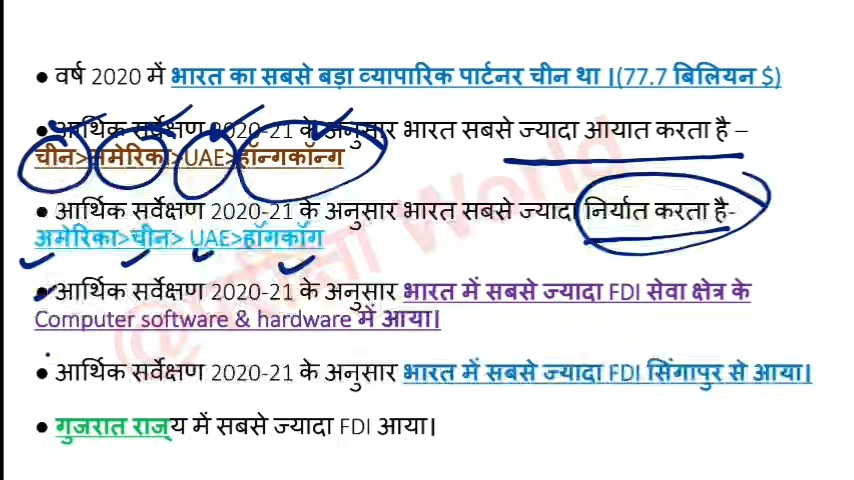 ● वर्ष 2020 में भारत का सबसे बड़ा व्यापारिक पार्टनर चीन था।(77.7 बिलियन $)
● आर्थिक सर्वेक्षण 2020-21 के अनुसार भारत सबसे ज्यादा आयात करता है –
चीन>अमेरिका>UAE>हॉन्गकॉन्ग
● आर्थिक सर्वेक्षण 2020-21 के अनुसार भारत सबसे ज्यादा निर्यात करता है-
अमेरिका>चीन> UAE>हॉगकॉग
● आर्थिक सर्वेक्षण 2020-21 के अनुसार भारत में सबसे ज्यादा FDI सेवा क्षेत्र के
Computer software & hardware में आया।
● आर्थिक सर्वेक्षण 2020-21 के अनुसार भारत में सबसे ज्यादा FDI सिंगापुर से आया।
● गुजरात राज्य में सबसे ज्यादा FDI आया।
World